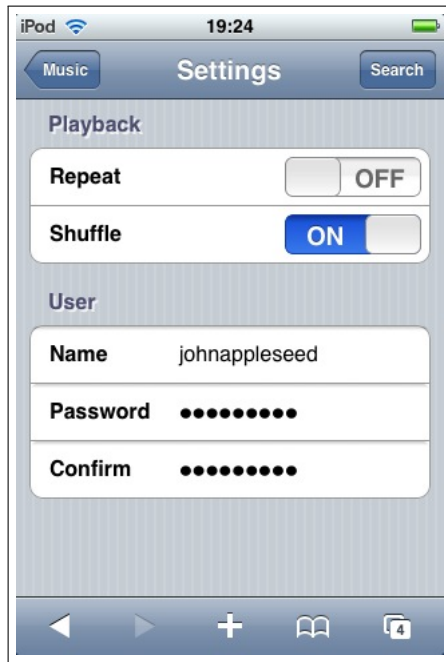 iPod 19:24
Music Settings Search
Playback
Repeat OFF
Shuffle ON
User
Name johnappleseed
Password ●●●●●●●●●
Confirm ●●●●●●●●●
4